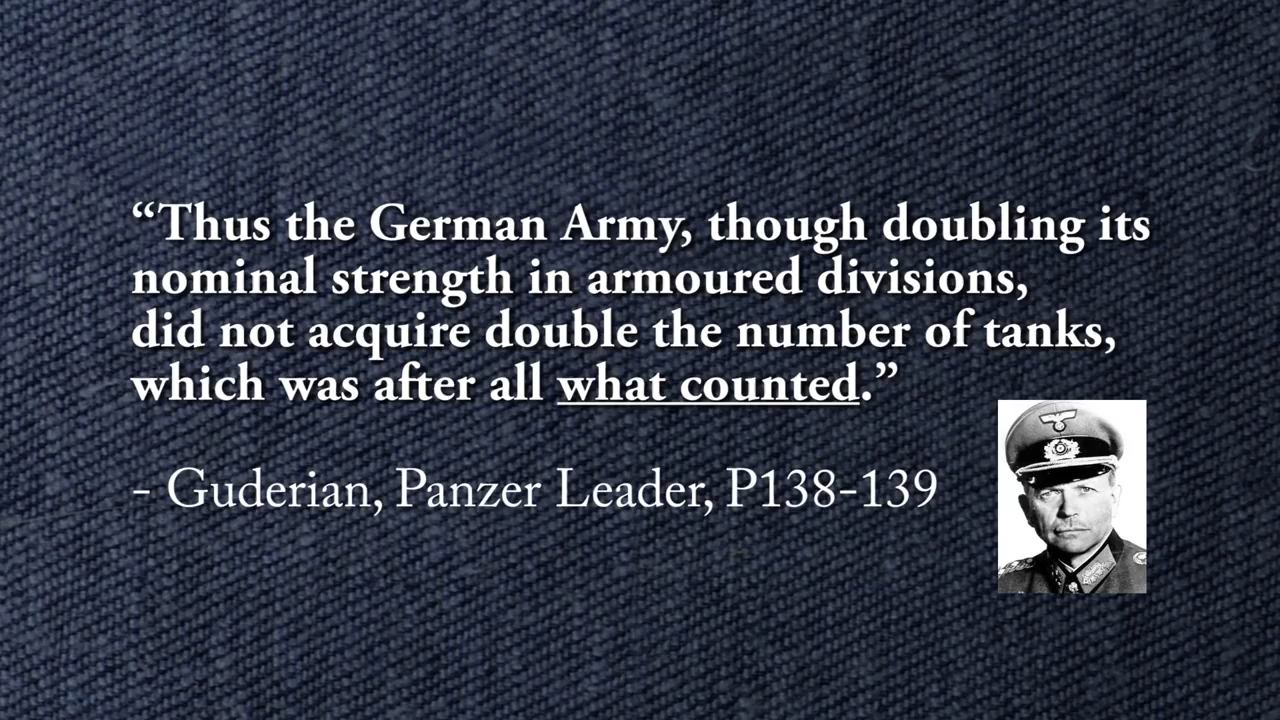 “Thus the German Army, though doubling its
nominal strength in armoured divisions,
did not acquire double the number of tanks,
which was after all what counted.”
- Guderian, Panzer Leader, P138-139